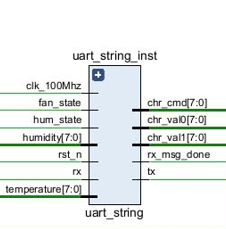 uart_string_inst
clk_100Mhz
fan_state
hum_state
humidity[7:0]
rst_n
rx
temperature[7:0]
chr_cmd[7:0]
chr_val0[7:0]
chr_val1[7:0]
rx_msg_done
tx
uart_string